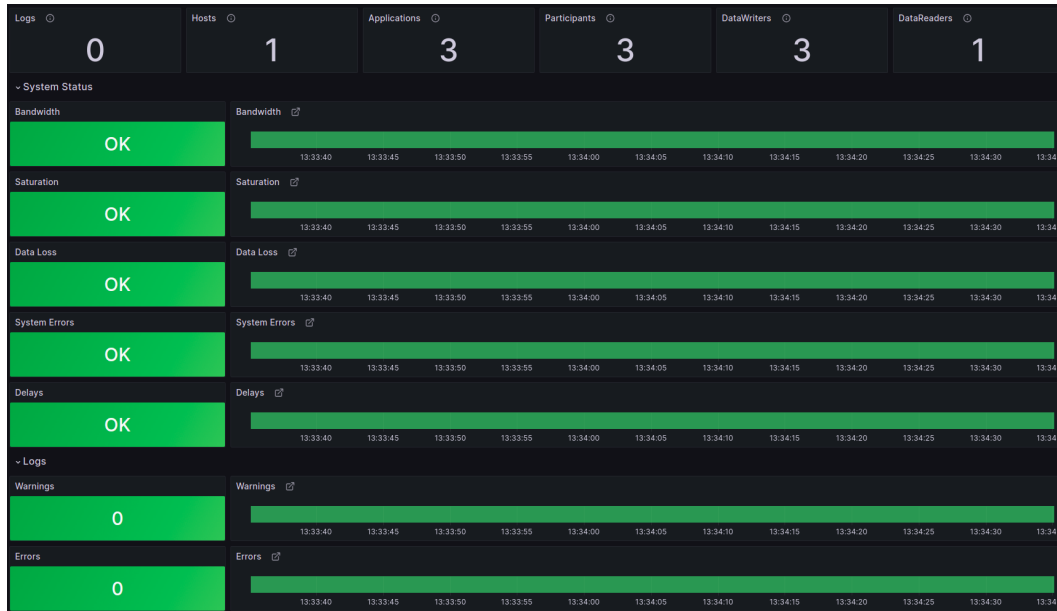 Logs Hosts Applications Participants DataWriters DataReaders
0 1 3 3 3 1
System Status
Bandwidth Bandwidth
OK
13:33:40 13:33:45 13:33:50 13:33:55 13:34:00 13:34:05 13:34:10 13:34:15 13:34:20 13:34:25 13:34:30 13:34
Saturation Saturation
OK
13:33:40 13:33:45 13:33:50 13:33:55 13:34:00 13:34:05 13:34:10 13:34:15 13:34:20 13:34:25 13:34:30 13:34
Data Loss Data Loss
OK
13:33:40 13:33:45 13:33:50 13:33:55 13:34:00 13:34:05 13:34:10 13:34:15 13:34:20 13:34:25 13:34:30 13:34
System Errors System Errors
OK
13:33:40 13:33:45 13:33:50 13:33:55 13:34:00 13:34:05 13:34:10 13:34:15 13:34:20 13:34:25 13:34:30 13:34
Delays Delays
OK
13:33:40 13:33:45 13:33:50 13:33:55 13:34:00 13:34:05 13:34:10 13:34:15 13:34:20 13:34:25 13:34:30 13:34
Logs
Warnings Warnings
0
13:33:40 13:33:45 13:33:50 13:33:55 13:34:00 13:34:05 13:34:10 13:34:15 13:34:20 13:34:25 13:34:30 13:34
Errors Errors
0
13:33:40 13:33:45 13:33:50 13:33:55 13:34:00 13:34:05 13:34:10 13:34:15 13:34:20 13:34:25 13:34:30 13:34